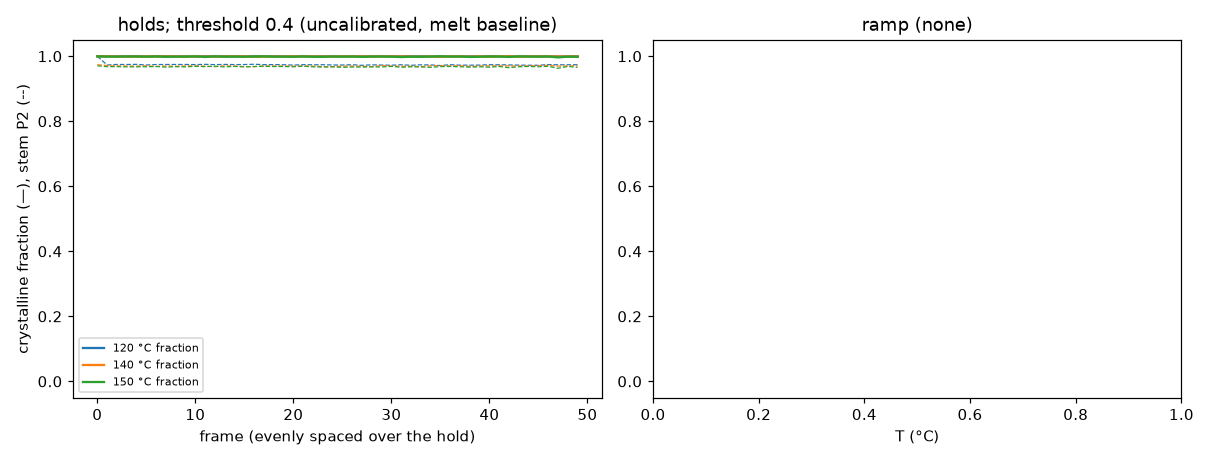 holds; threshold 0.4 (uncalibrated, melt baseline)
crystalline fraction (—), stem P2 (--)
1.0
0.8
0.6
0.4
0.2
0.0
120 °C fraction
140 °C fraction
150 °C fraction
0 10 20 30 40 50
frame (evenly spaced over the hold)
ramp (none)
1.0
0.8
0.6
0.4
0.2
0.0
0.0 0.2 0.4 0.6 0.8 1.0
T (°C)